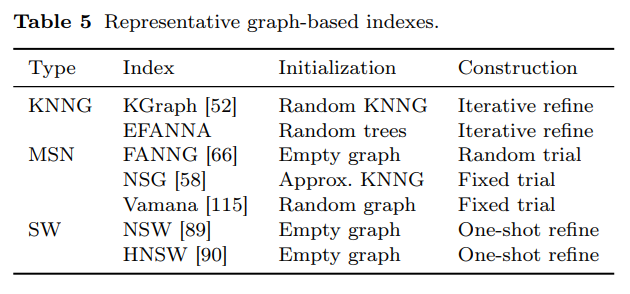 Table 5 Representative graph-based indexes.
Type Index Initialization Construction
KNNG KGraph [52] Random KNNG Iterative refine
EFANNA Random trees Iterative refine
MSN FANNG [66] Empty graph Random trial
NSG [58] Approx. KNNG Fixed trial
Vamana [115] Random graph Fixed trial
SW NSW [89] Empty graph One-shot refine
HNSW [90] Empty graph One-shot refine